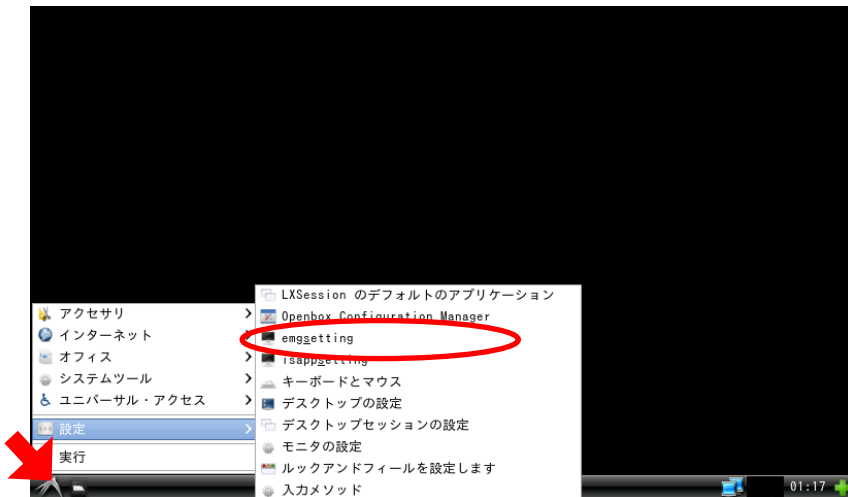 LXSession のデフォルトのアプリケーション
Openbox Configuration Manager
emgsetting
isappsetting
キーボードとマウス
デスクトップの設定
デスクトップセッションの設定
モニタの設定
ルックアンドフィールを設定します
入力メソッド
アクセサリ
インターネット
オフィス
システムツール
ユニバーサル・アクセス
設定
実行
01:17